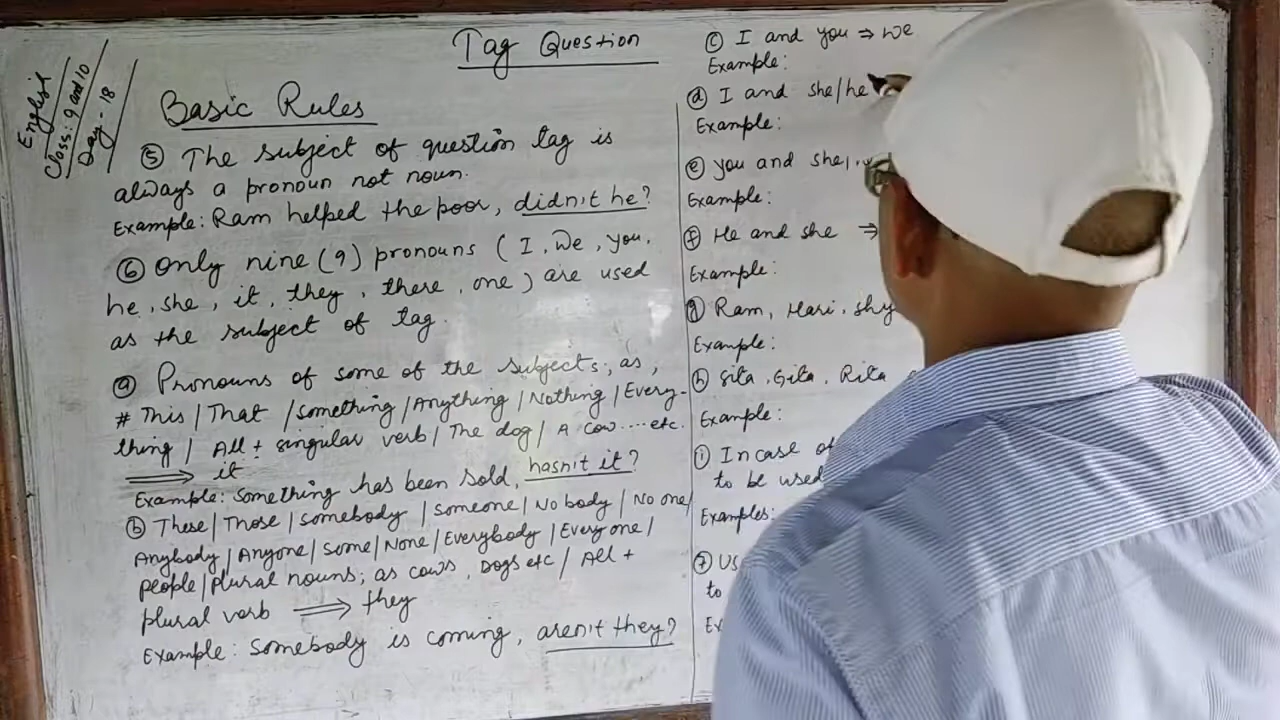 Tag Question
English
Class: 9 and 10
Day - 18
Basic Rules
⑤ The subject of question tag is
always a pronoun not noun.
Example: Ram helped the poor, didn't he?
⑥ Only nine (9) pronouns ( I, we, you,
he, she, it, they, there, one ) are used
as the subject of tag.
ⓐ Pronouns of some of the subjects; as,
# This / That / something / Anything / Nothing / Every-
thing / All + singular verb / The dog / A cow ....etc.
⟹ it
Example: Something has been sold, hasn't it?
ⓑ These / Those / somebody / someone / No body / No one /
Anybody / Anyone / some / None / Everybody / Every one /
people / plural nouns; as cows, Dogs etc / All +
plural verb ⟹ they
Example: Somebody is coming, aren't they?
ⓒ I and you ⇒ we
Example:
ⓓ I and she/he
Example:
ⓔ you and she/
Example:
ⓕ He and she ⇒
Example:
ⓖ Ram, Hari, shy
Example:
ⓗ Sita, Gita, Rita
Example:
ⓘ In case of
to be used
Examples:
⑦ Us
to
Ex